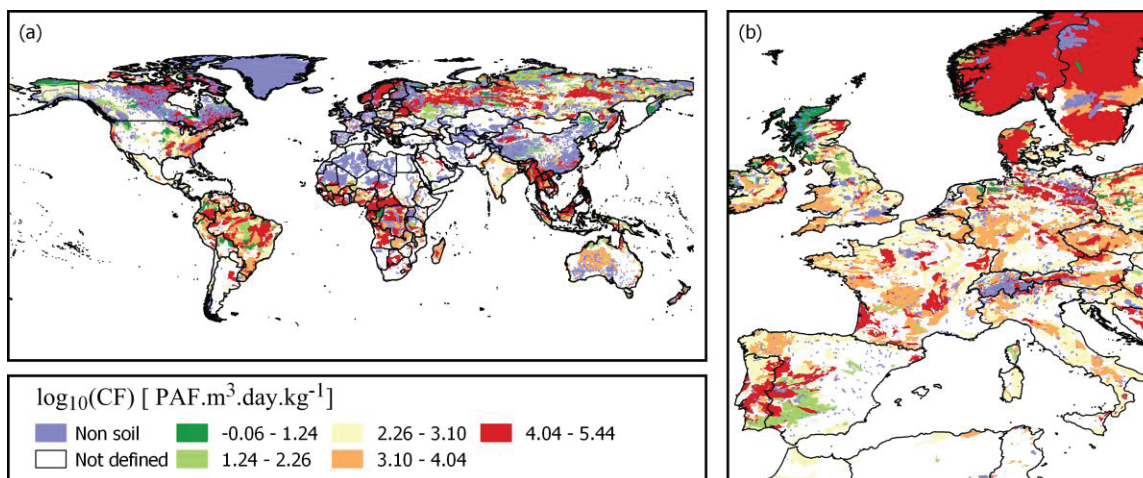 (a)
(b)
log₁₀(CF) [ PAF.m³.day.kg⁻¹]
Non soil
-0.06 - 1.24
2.26 - 3.10
4.04 - 5.44
Not defined
1.24 - 2.26
3.10 - 4.04